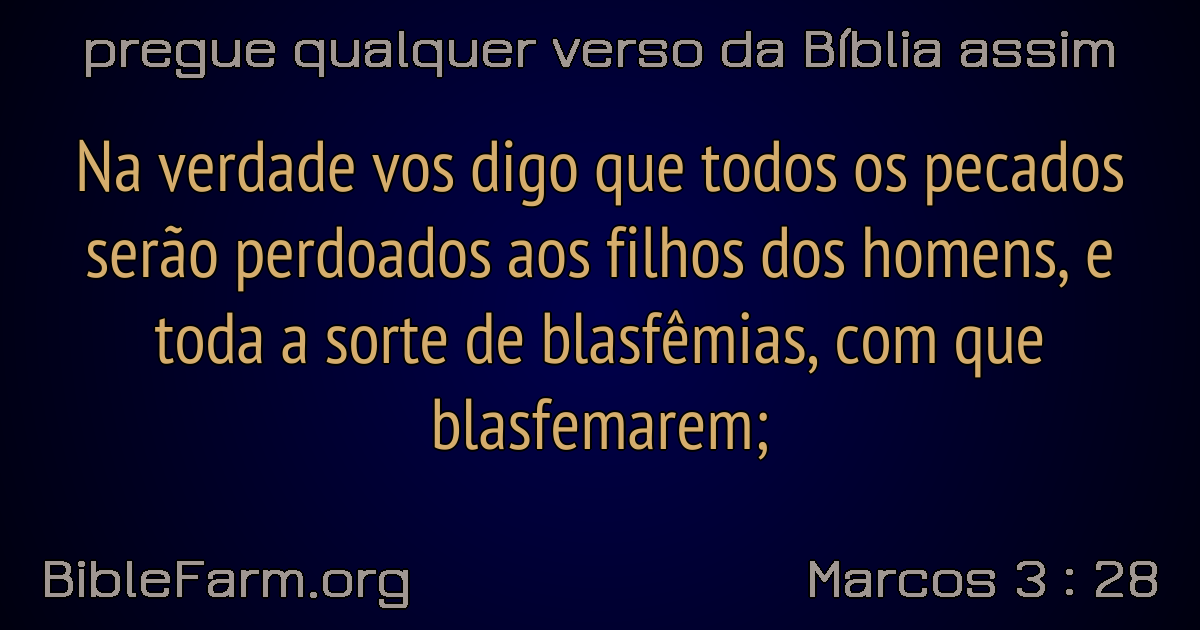 pregue qualquer verso da Bíblia assim
Na verdade vos digo que todos os pecados
serão perdoados aos filhos dos homens, e
toda a sorte de blasfêmias, com que
blasfemarem;
BibleFarm.org
Marcos 3 : 28